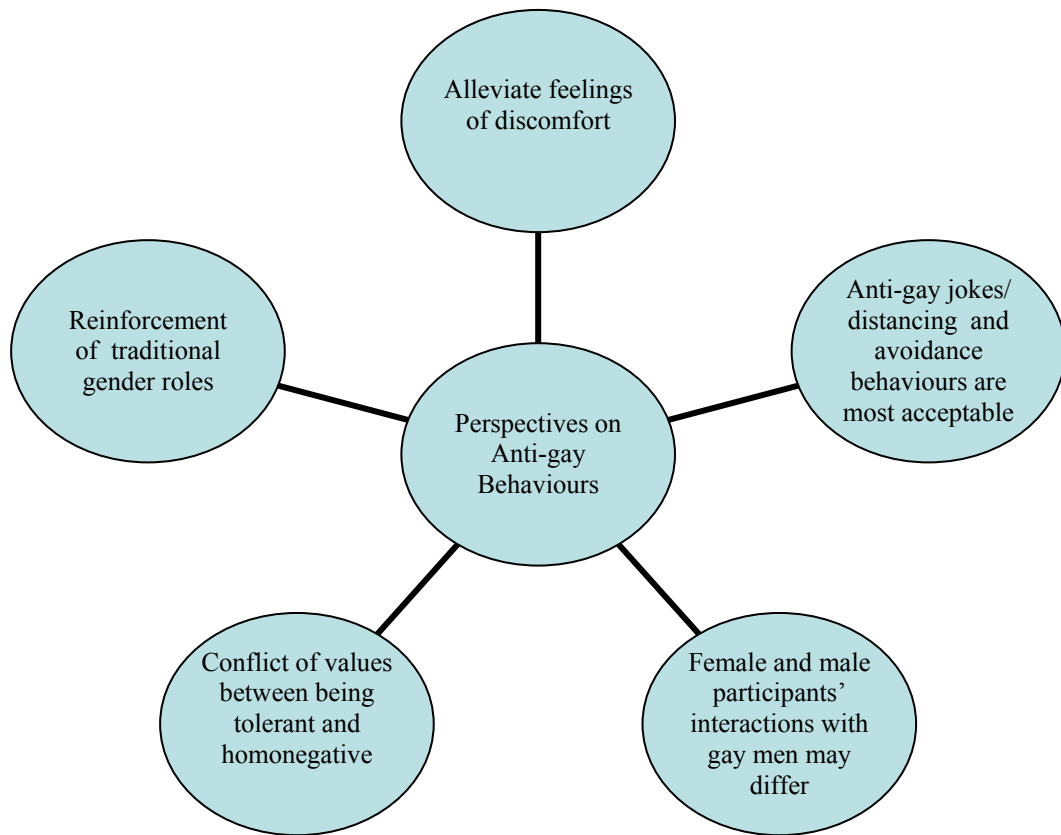 Alleviate feelings
of discomfort
Reinforcement
of traditional
gender roles
Anti-gay jokes/
distancing and
avoidance
behaviours are
most acceptable
Perspectives on
Anti-gay
Behaviours
Conflict of values
between being
tolerant and
homonegative
Female and male
participants’
interactions with
gay men may
differ